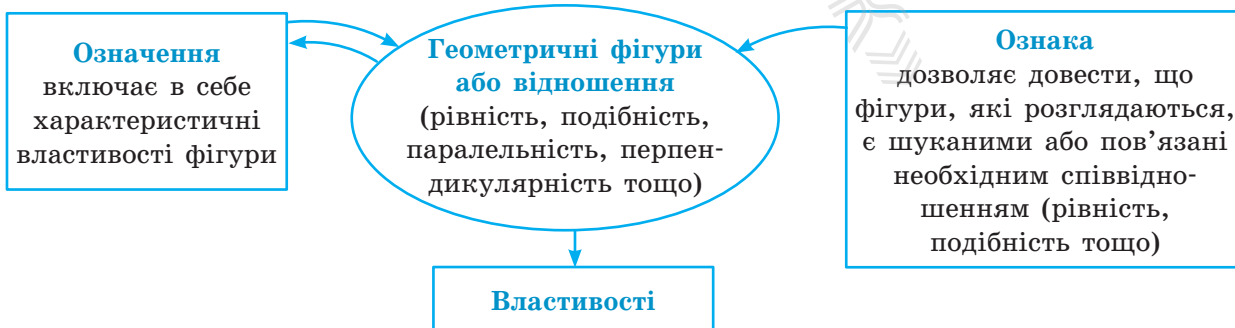 Означення
включає в себе
характеристичні
властивості фігури
Геометричні фігури
або відношення
(рівність, подібність,
паралельність, перпен-
дикулярність тощо)
Ознака
дозволяє довести, що
фігури, які розглядаються,
є шуканими або пов’язані
необхідним співвідно-
шенням (рівність,
подібність тощо)
Властивості